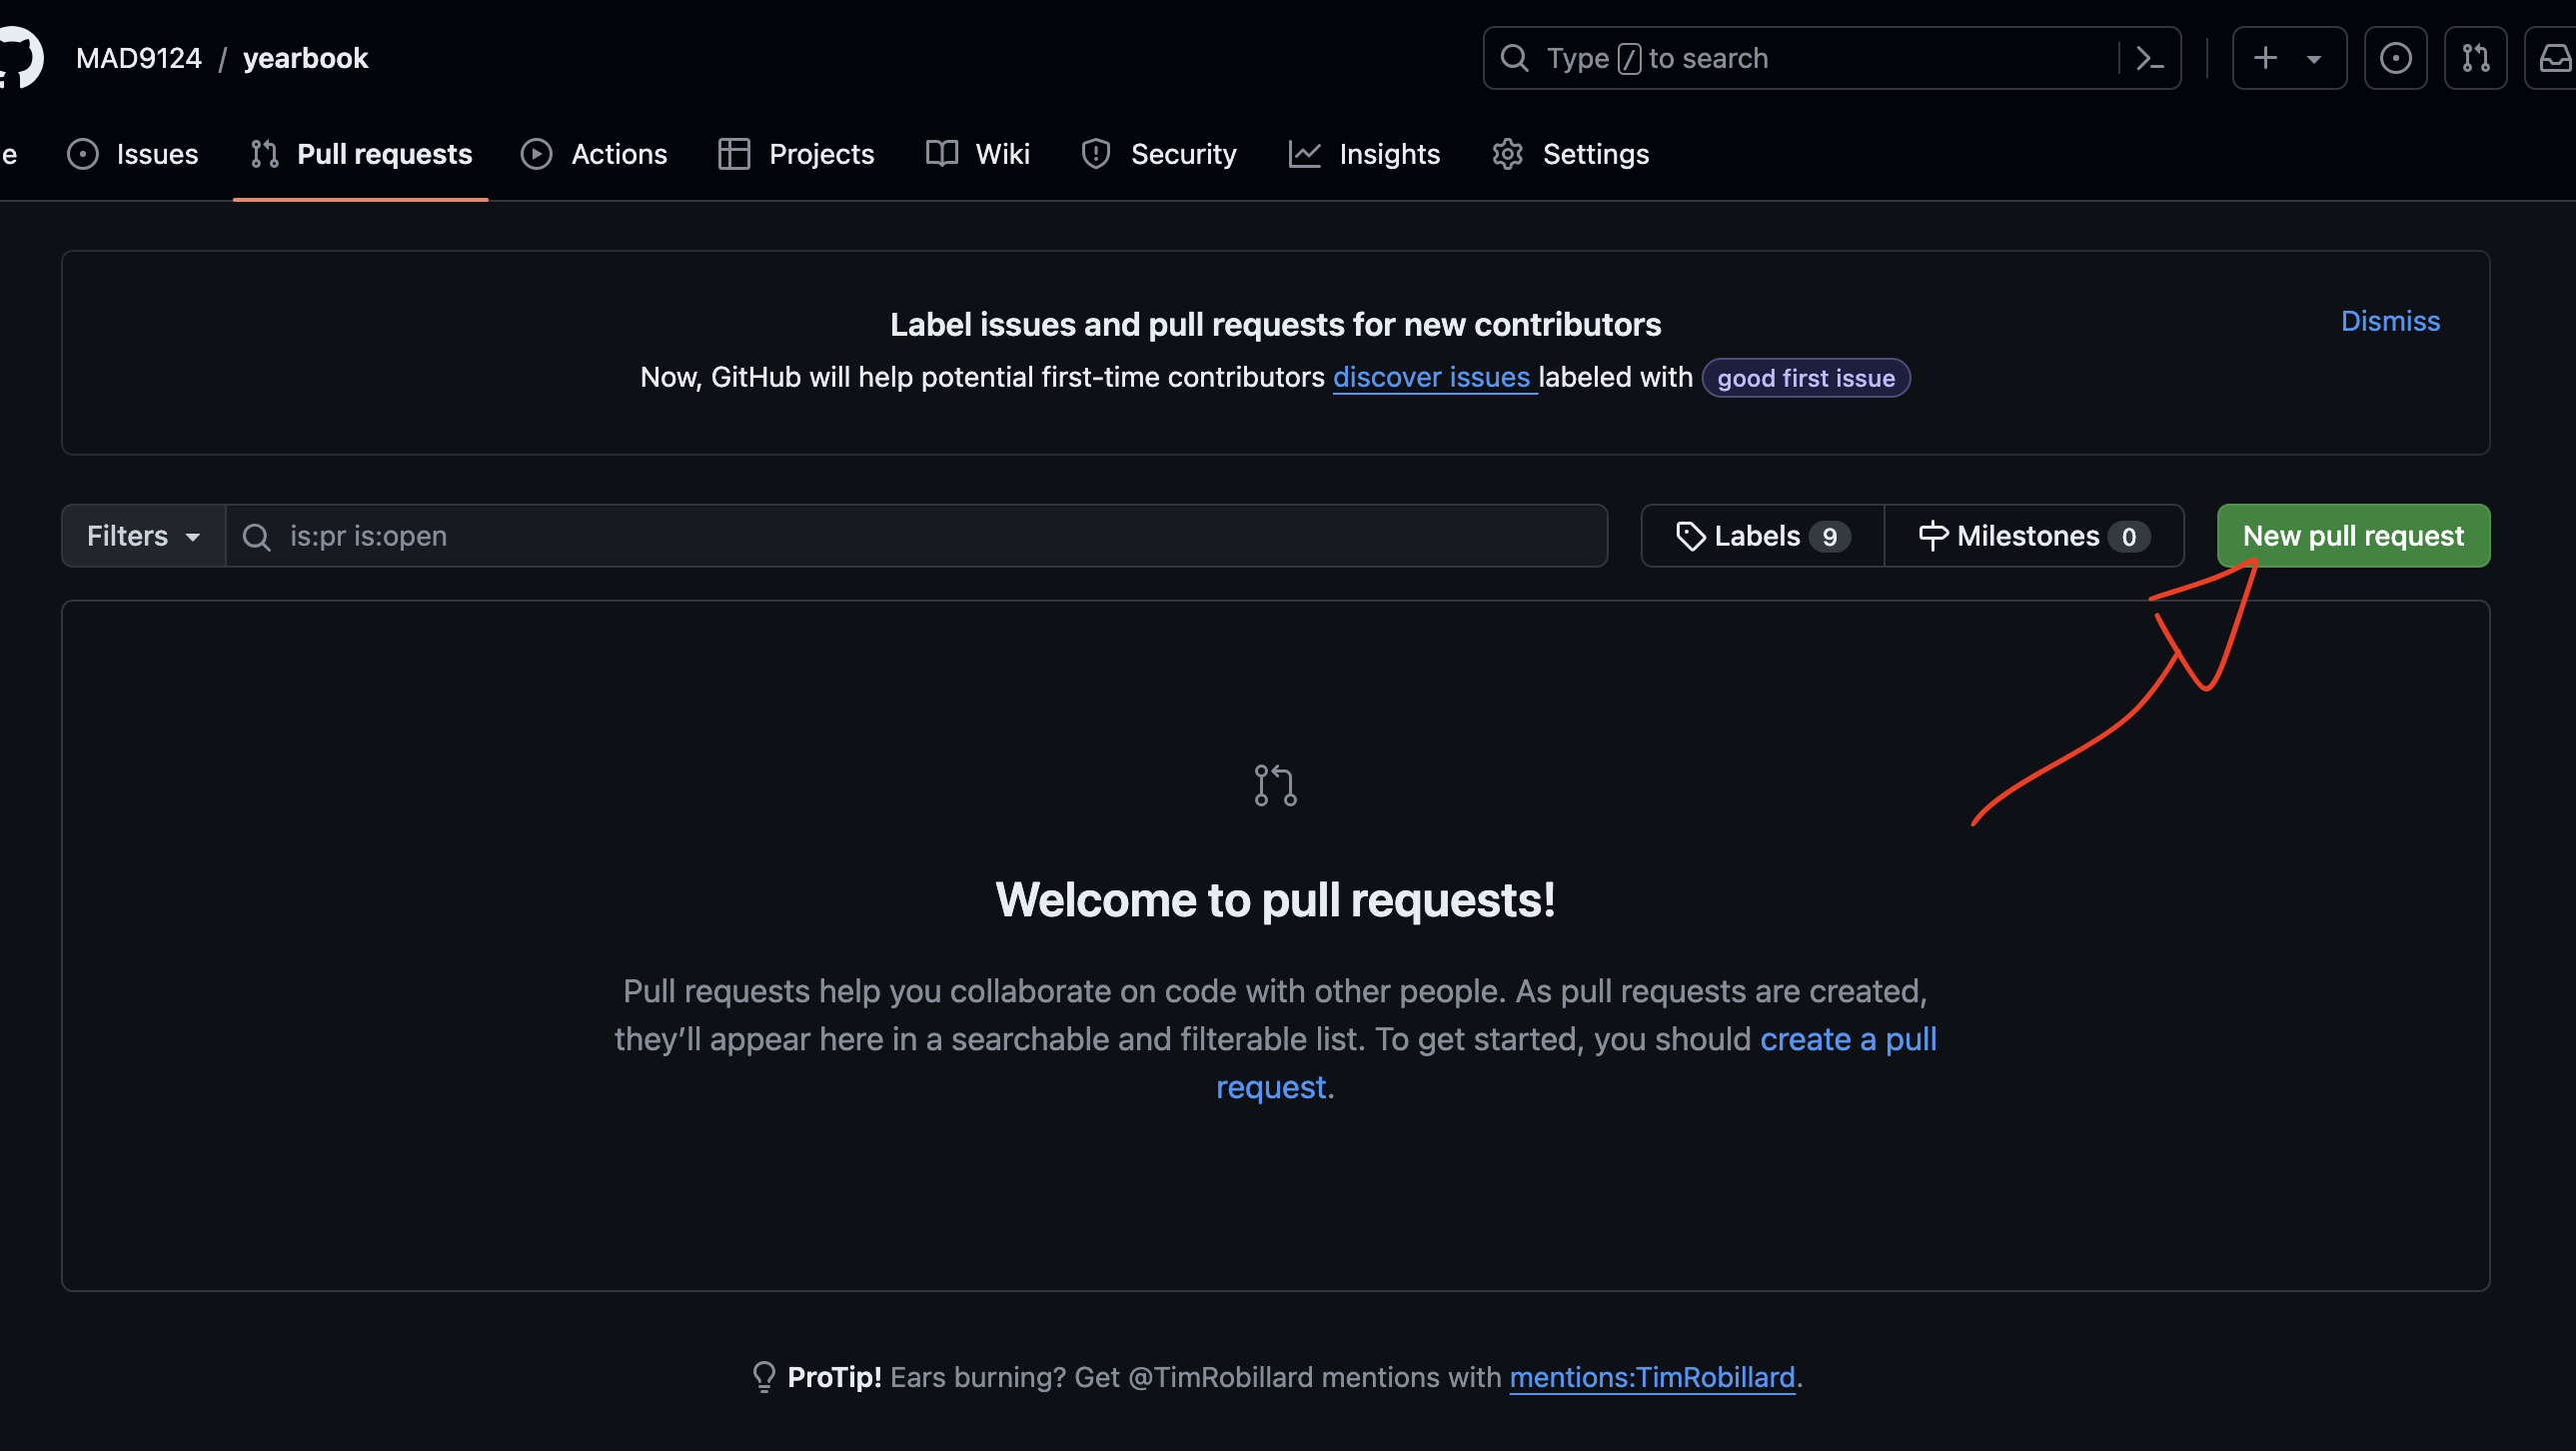 MAD9124 / yearbook
Type / to search
e Issues Pull requests Actions Projects Wiki Security Insights Settings
Label issues and pull requests for new contributors
Dismiss
Now, GitHub will help potential first-time contributors discover issues labeled with good first issue
Filters is:pr is:open Labels 9 Milestones 0 New pull request
Welcome to pull requests!
Pull requests help you collaborate on code with other people. As pull requests are created,
they’ll appear here in a searchable and filterable list. To get started, you should create a pull
request.
ProTip! Ears burning? Get @TimRobillard mentions with mentions:TimRobillard.